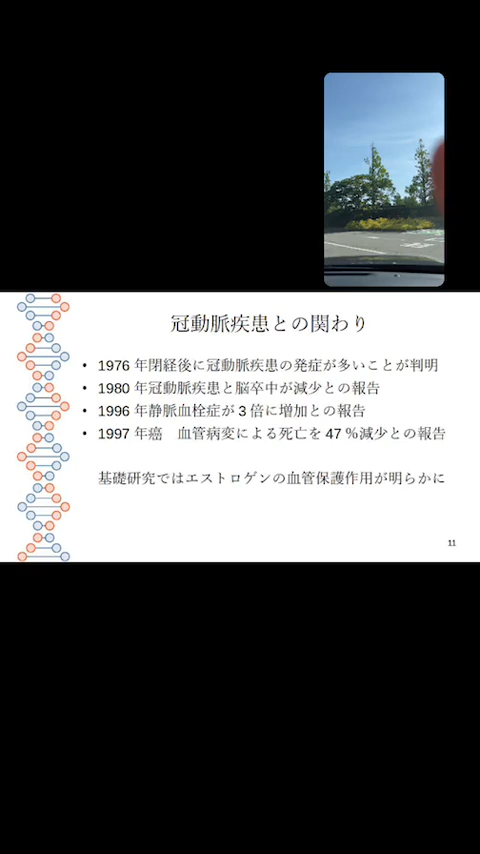 冠動脈疾患との関わり
• 1976 年閉経後に冠動脈疾患の発症が多いことが判明
• 1980 年冠動脈疾患と脳卒中が減少との報告
• 1996 年静脈血栓症が 3 倍に増加との報告
• 1997 年癌　血管病変による死亡を 47 %減少との報告
基礎研究ではエストロゲンの血管保護作用が明らかに
11